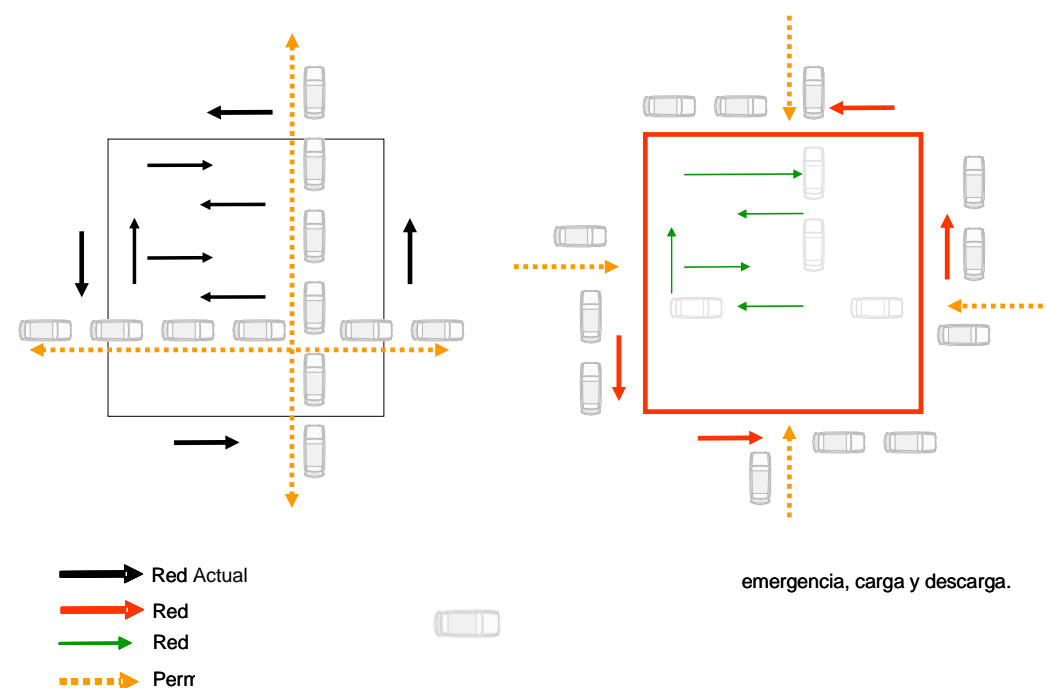 Red Actual
emergencia, carga y descarga.
Red
Red
Perm